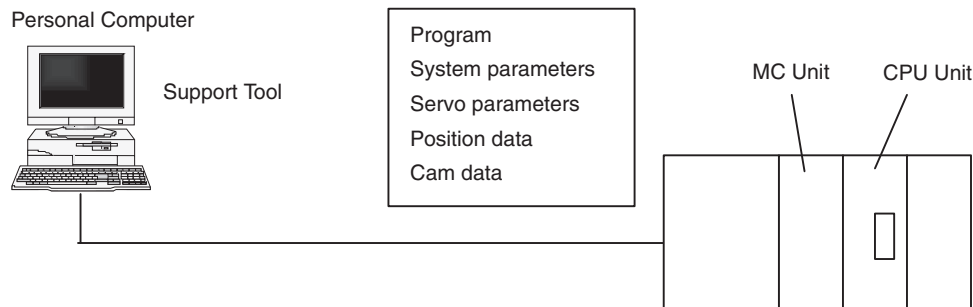 Personal Computer
Support Tool
Program
System parameters
Servo parameters
Position data
Cam data
MC Unit
CPU Unit